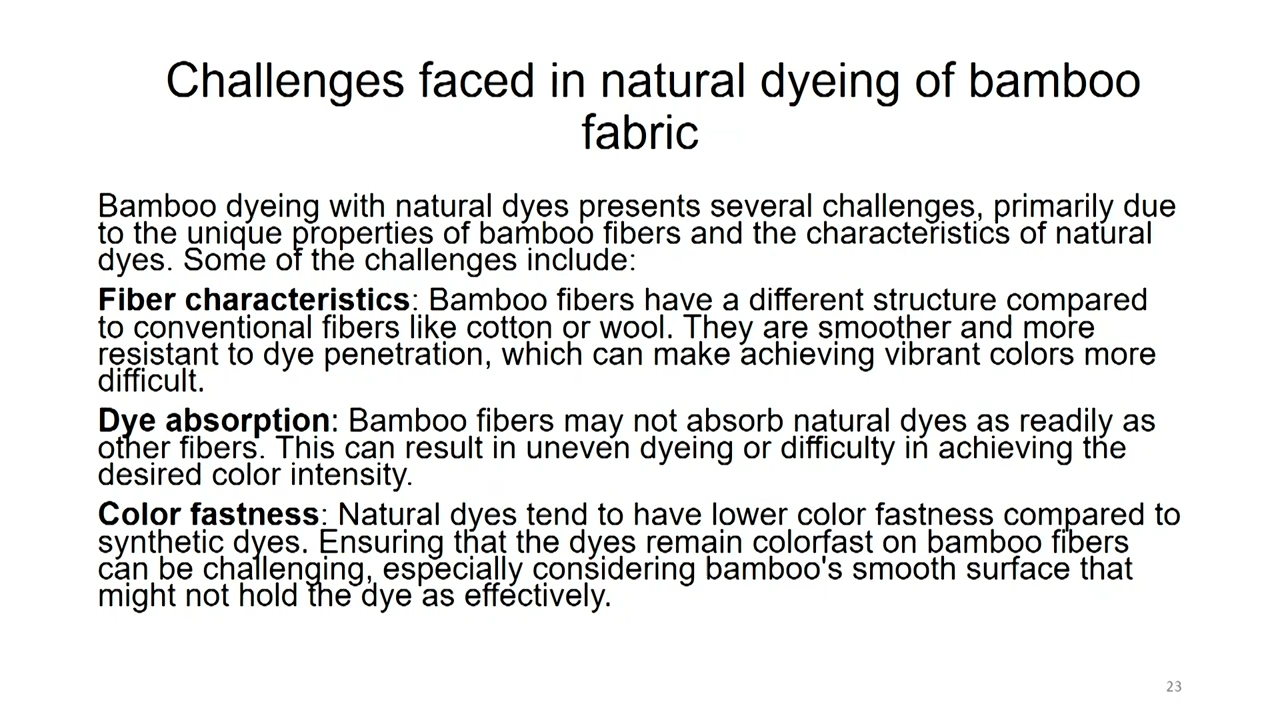 Challenges faced in natural dyeing of bamboo
fabric
Bamboo dyeing with natural dyes presents several challenges, primarily due
to the unique properties of bamboo fibers and the characteristics of natural
dyes. Some of the challenges include:
Fiber characteristics: Bamboo fibers have a different structure compared
to conventional fibers like cotton or wool. They are smoother and more
resistant to dye penetration, which can make achieving vibrant colors more
difficult.
Dye absorption: Bamboo fibers may not absorb natural dyes as readily as
other fibers. This can result in uneven dyeing or difficulty in achieving the
desired color intensity.
Color fastness: Natural dyes tend to have lower color fastness compared to
synthetic dyes. Ensuring that the dyes remain colorfast on bamboo fibers
can be challenging, especially considering bamboo's smooth surface that
might not hold the dye as effectively.
23